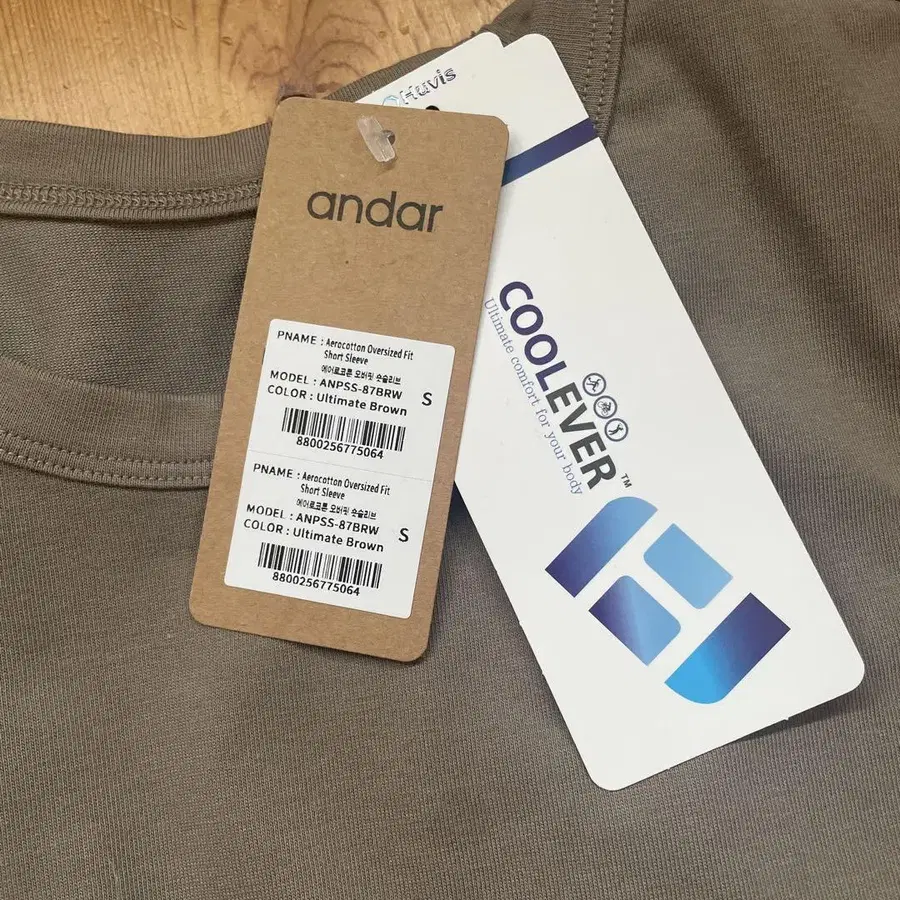 andar
PNAME : Aerocotton Oversized Fit
Short Sleeve
에어로코튼 오버핏 숏슬리브
MODEL : ANPSS-87BRW
COLOR : Ultimate Brown
S
8800256775064
PNAME : Aerocotton Oversized Fit
Short Sleeve
에어로코튼 오버핏 숏슬리브
MODEL : ANPSS-87BRW
COLOR : Ultimate Brown
S
8800256775064
Huvis
COOLEVER™
Ultimate comfort for your body